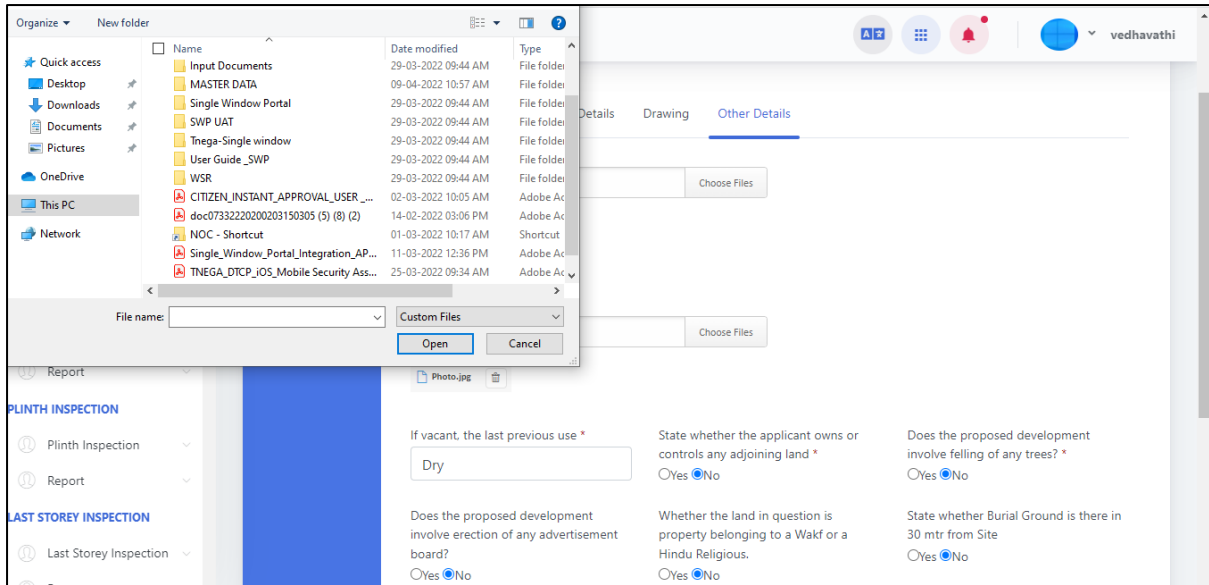 Organize New folder
Name Date modified Type
Quick access
Desktop
Downloads
Documents
Pictures
OneDrive
This PC
Network
Input Documents 29-03-2022 09:44 AM File folder
MASTER DATA 09-04-2022 10:57 AM File folder
Single Window Portal 29-03-2022 09:44 AM File folder
SWP UAT 29-03-2022 09:44 AM File folder
Tnega-Single window 29-03-2022 09:44 AM File folder
User Guide _SWP 29-03-2022 09:44 AM File folder
WSR 29-03-2022 09:44 AM File folder
CITIZEN_INSTANT_APPROVAL_USER _... 02-03-2022 10:05 AM Adobe Ac
doc07332220200203150305 (5) (8) (2) 14-02-2022 03:06 PM Adobe Ac
NOC - Shortcut 01-03-2022 10:17 AM Shortcut
Single_Window_Portal_Integration_AP... 11-03-2022 12:36 PM Adobe Ac
TNEGA_DTCP_iOS_Mobile Security Ass... 25-03-2022 09:34 AM Adobe Ac
File name: Custom Files
Open Cancel
vedhavathi
Details Drawing Other Details
Choose Files
Choose Files
Photo.jpg
Report
PLINTH INSPECTION
Plinth Inspection
Report
LAST STOREY INSPECTION
Last Storey Inspection
If vacant, the last previous use *
Dry
State whether the applicant owns or
controls any adjoining land *
Yes No
Does the proposed development
involve felling of any trees? *
Yes No
Does the proposed development
involve erection of any advertisement
board?
Yes No
Whether the land in question is
property belonging to a Wakf or a
Hindu Religious.
Yes No
State whether Burial Ground is there in
30 mtr from Site
Yes No